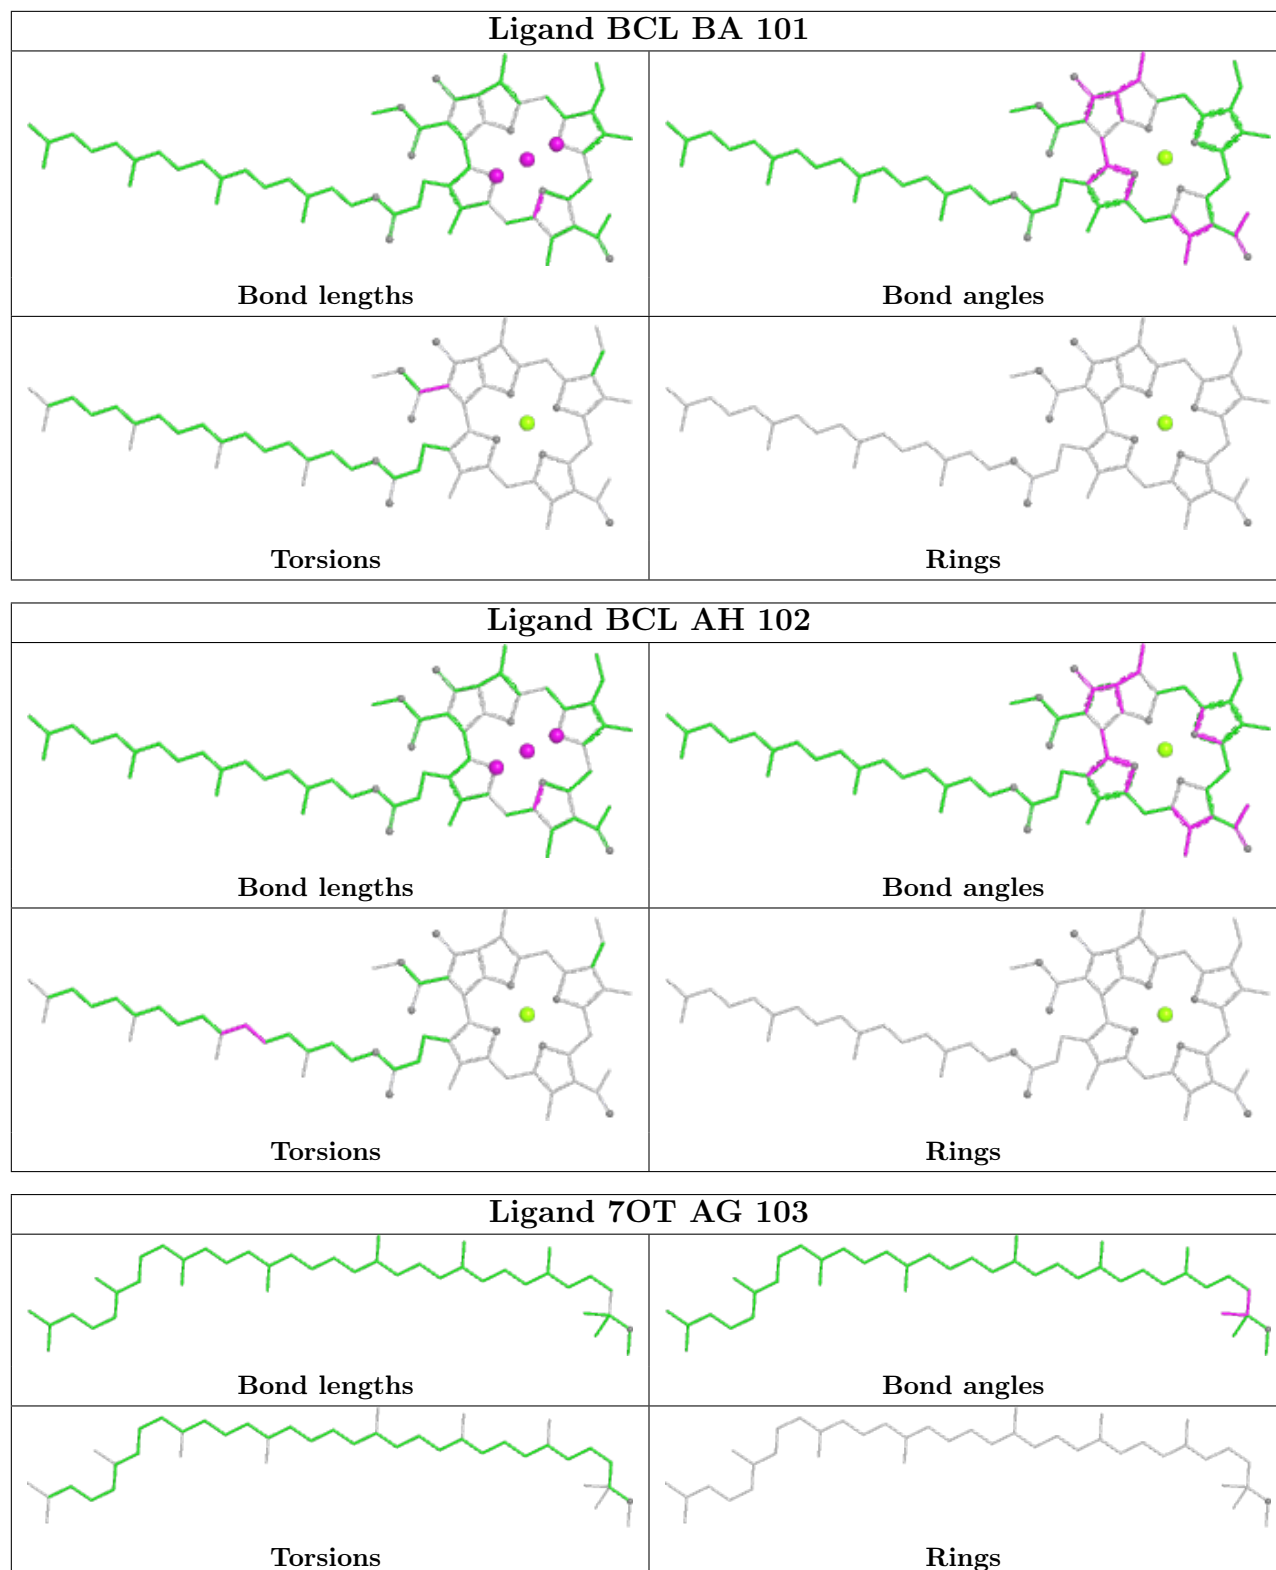 Ligand BCL BA 101
Bond lengths
Bond angles
Torsions
Rings
Ligand BCL AH 102
Bond lengths
Bond angles
Torsions
Rings
Ligand 7OT AG 103
Bond lengths
Bond angles
Torsions
Rings